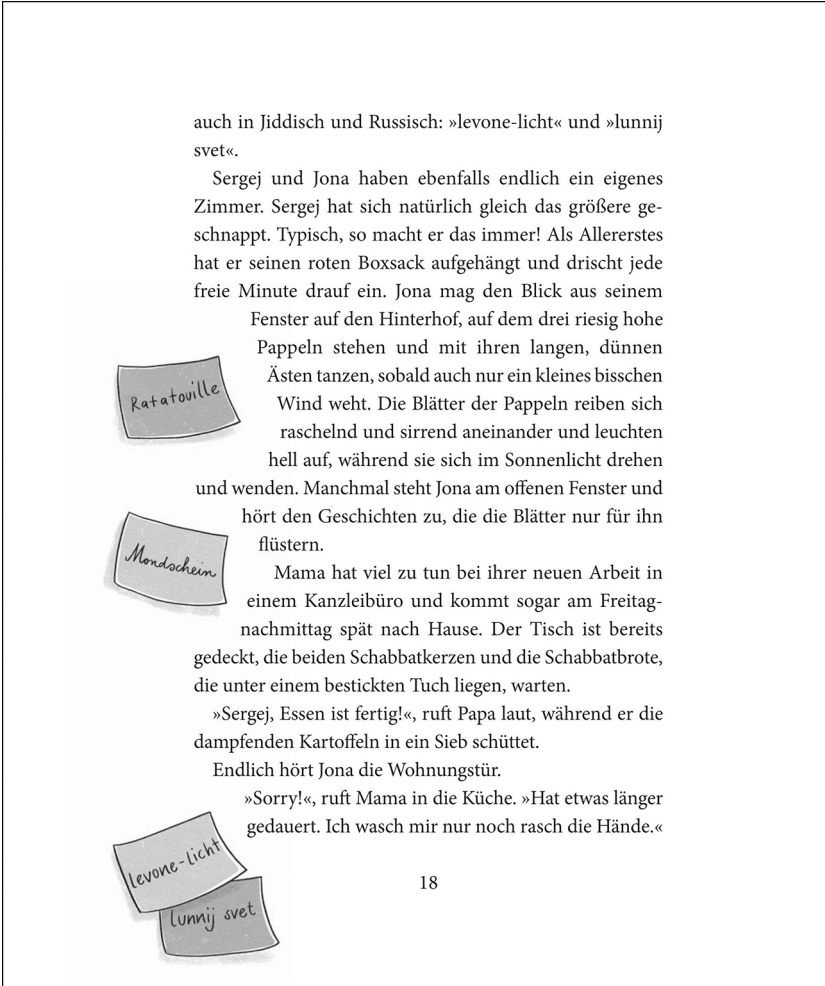 auch in Jiddisch und Russisch: »levone-licht« und »lunnij
svet«.
Sergej und Jona haben ebenfalls endlich ein eigenes
Zimmer. Sergej hat sich natürlich gleich das größere ge-
schnappt. Typisch, so macht er das immer! Als Allererstes
hat er seinen roten Boxsack aufgehängt und drischt jede
freie Minute drauf ein. Jona mag den Blick aus seinem
Fenster auf den Hinterhof, auf dem drei riesig hohe
Pappeln stehen und mit ihren langen, dünnen
Ästen tanzen, sobald auch nur ein kleines bisschen
Wind weht. Die Blätter der Pappeln reiben sich
raschelnd und sirrend aneinander und leuchten
hell auf, während sie sich im Sonnenlicht drehen
und wenden. Manchmal steht Jona am offenen Fenster und
hört den Geschichten zu, die die Blätter nur für ihn
flüstern.
Mama hat viel zu tun bei ihrer neuen Arbeit in
einem Kanzleibüro und kommt sogar am Freitag-
nachmittag spät nach Hause. Der Tisch ist bereits
gedeckt, die beiden Schabbatkerzen und die Schabbatbrote,
die unter einem bestickten Tuch liegen, warten.
»Sergej, Essen ist fertig!«, ruft Papa laut, während er die
dampfenden Kartoffeln in ein Sieb schüttet.
Endlich hört Jona die Wohnungstür.
»Sorry!«, ruft Mama in die Küche. »Hat etwas länger
gedauert. Ich wasch mir nur noch rasch die Hände.«
Ratatouille
Mondschein
levone-licht
lunnij svet
18